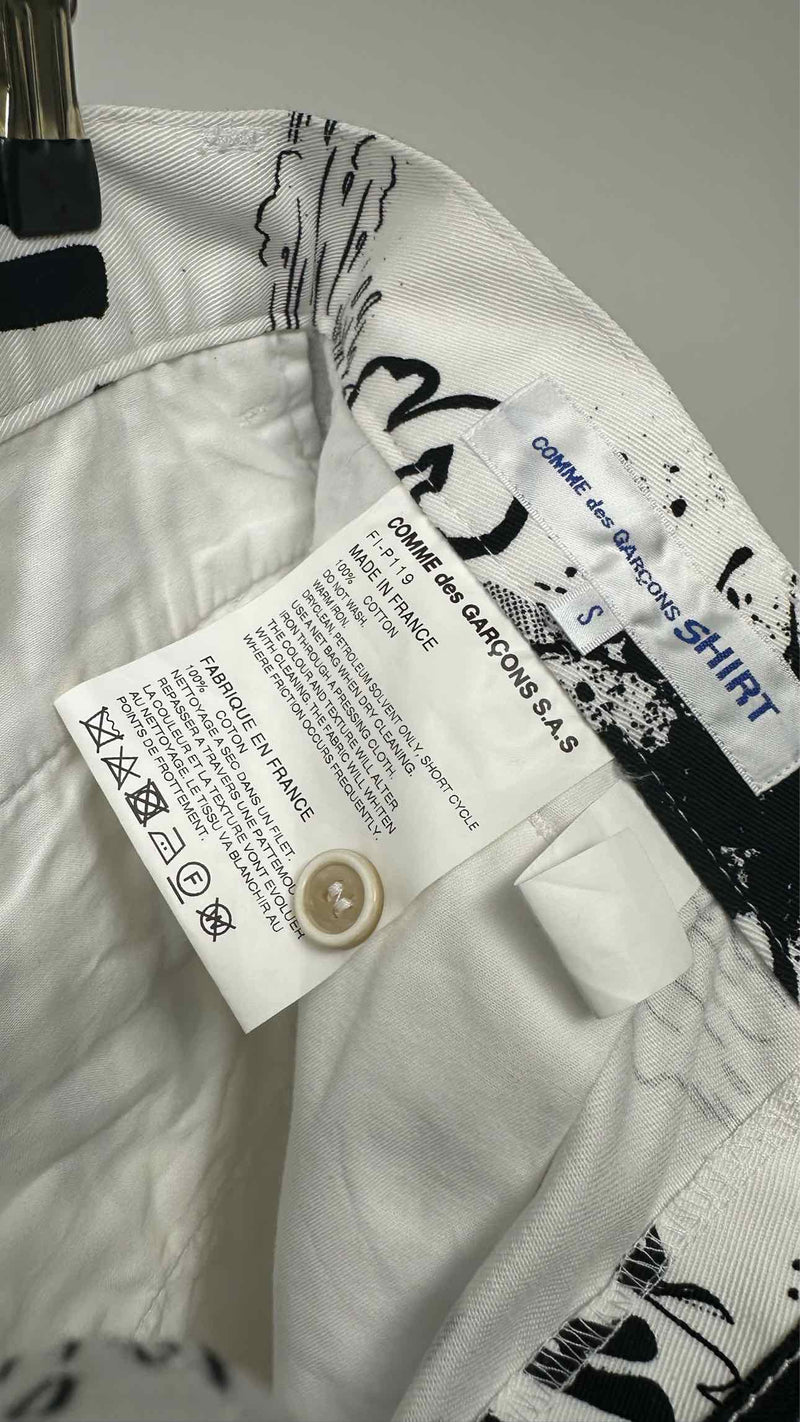 COMME des GARÇONS SHIRT
S
COMME des GARÇONS S.A.S
FI-P119
MADE IN FRANCE
100% COTTON
DO NOT WASH
WARM IRON.
DRYCLEAN, PETROLEUM SOLVENT ONLY, SHORT CYCLE
USE A NET BAG WHEN DRY CLEANING.
IRON THROUGH A PRESSING CLOTH.
THE COLOUR AND TEXTURE WILL ALTER
WITH CLEANING. THE FABRIC WILL WHITEN
WHERE FRICTION OCCURS FREQUENTLY.
FABRIQUE EN FRANCE
100% COTON
NETTOYAGE A SEC DANS UN FILET.
REPASSER A TRAVERS UNE PATTEMOU
LA COULEUR ET LA TEXTURE VONT EVOLUER
AU NETTOYAGE. LE TISSU VA BLANCHIR AU
POINTS DE FROTTEMENT.
F